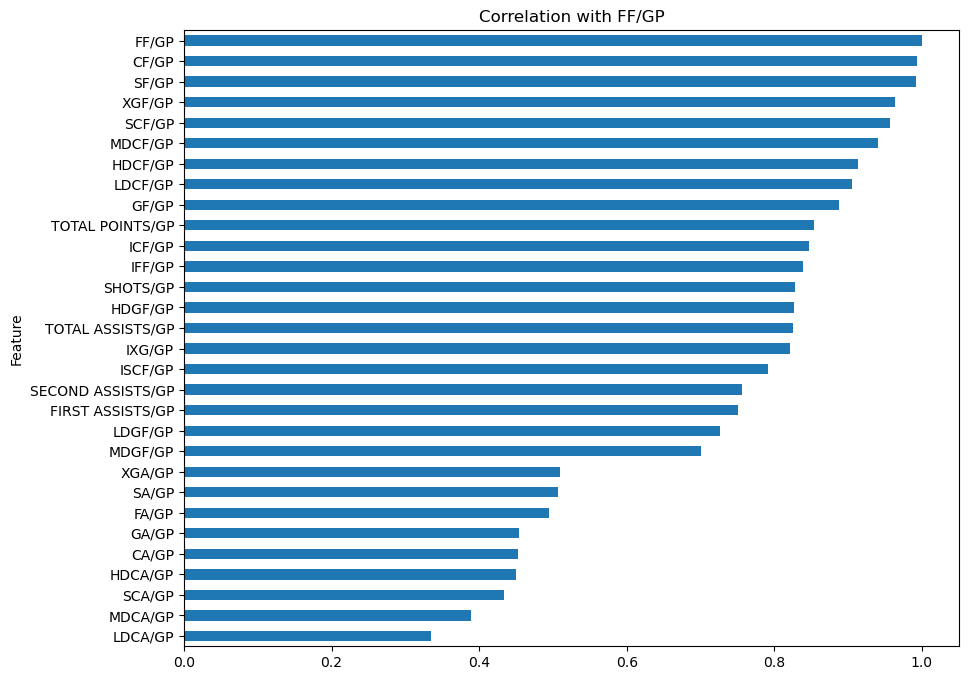 Correlation with FF/GP
Feature
FF/GP
CF/GP
SF/GP
XGF/GP
SCF/GP
MDCF/GP
HDCF/GP
LDCF/GP
GF/GP
TOTAL POINTS/GP
ICF/GP
IFF/GP
SHOTS/GP
HDGF/GP
TOTAL ASSISTS/GP
IXG/GP
ISCF/GP
SECOND ASSISTS/GP
FIRST ASSISTS/GP
LDGF/GP
MDGF/GP
XGA/GP
SA/GP
FA/GP
GA/GP
CA/GP
HDCA/GP
SCA/GP
MDCA/GP
LDCA/GP
0.0 0.2 0.4 0.6 0.8 1.0